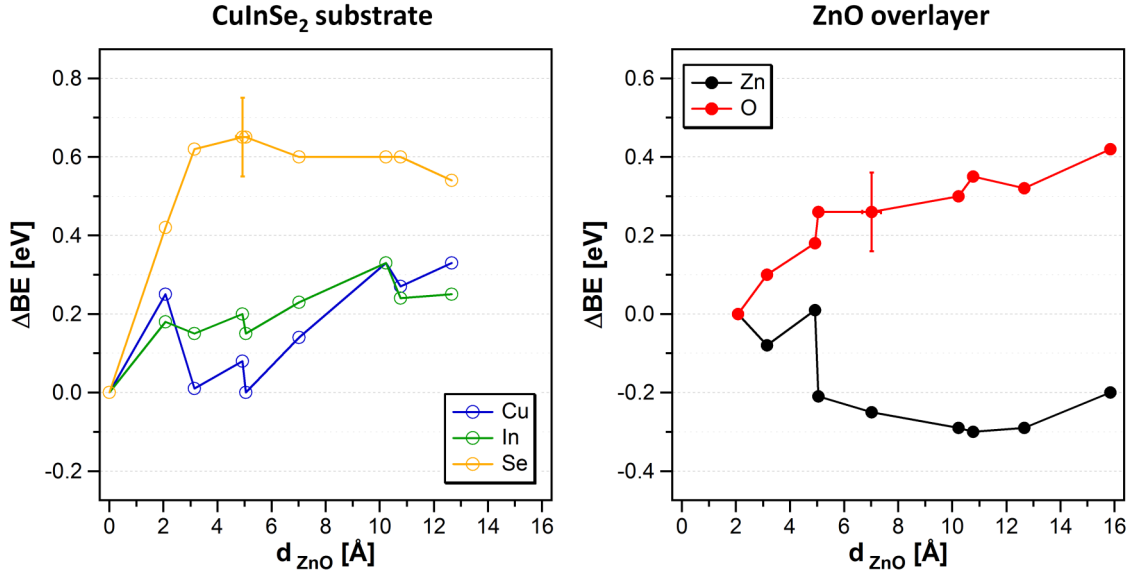 CuInSe₂ substrate
0.8
0.6
0.4
0.2
0.0
-0.2
ΔBE [eV]
Cu
In
Se
0 2 4 6 8 10 12 14 16
d ZnO [Å]
ZnO overlayer
Zn
O
0.6
0.4
0.2
0.0
-0.2
-0.4
ΔBE [eV]
0 2 4 6 8 10 12 14 16
d ZnO [Å]